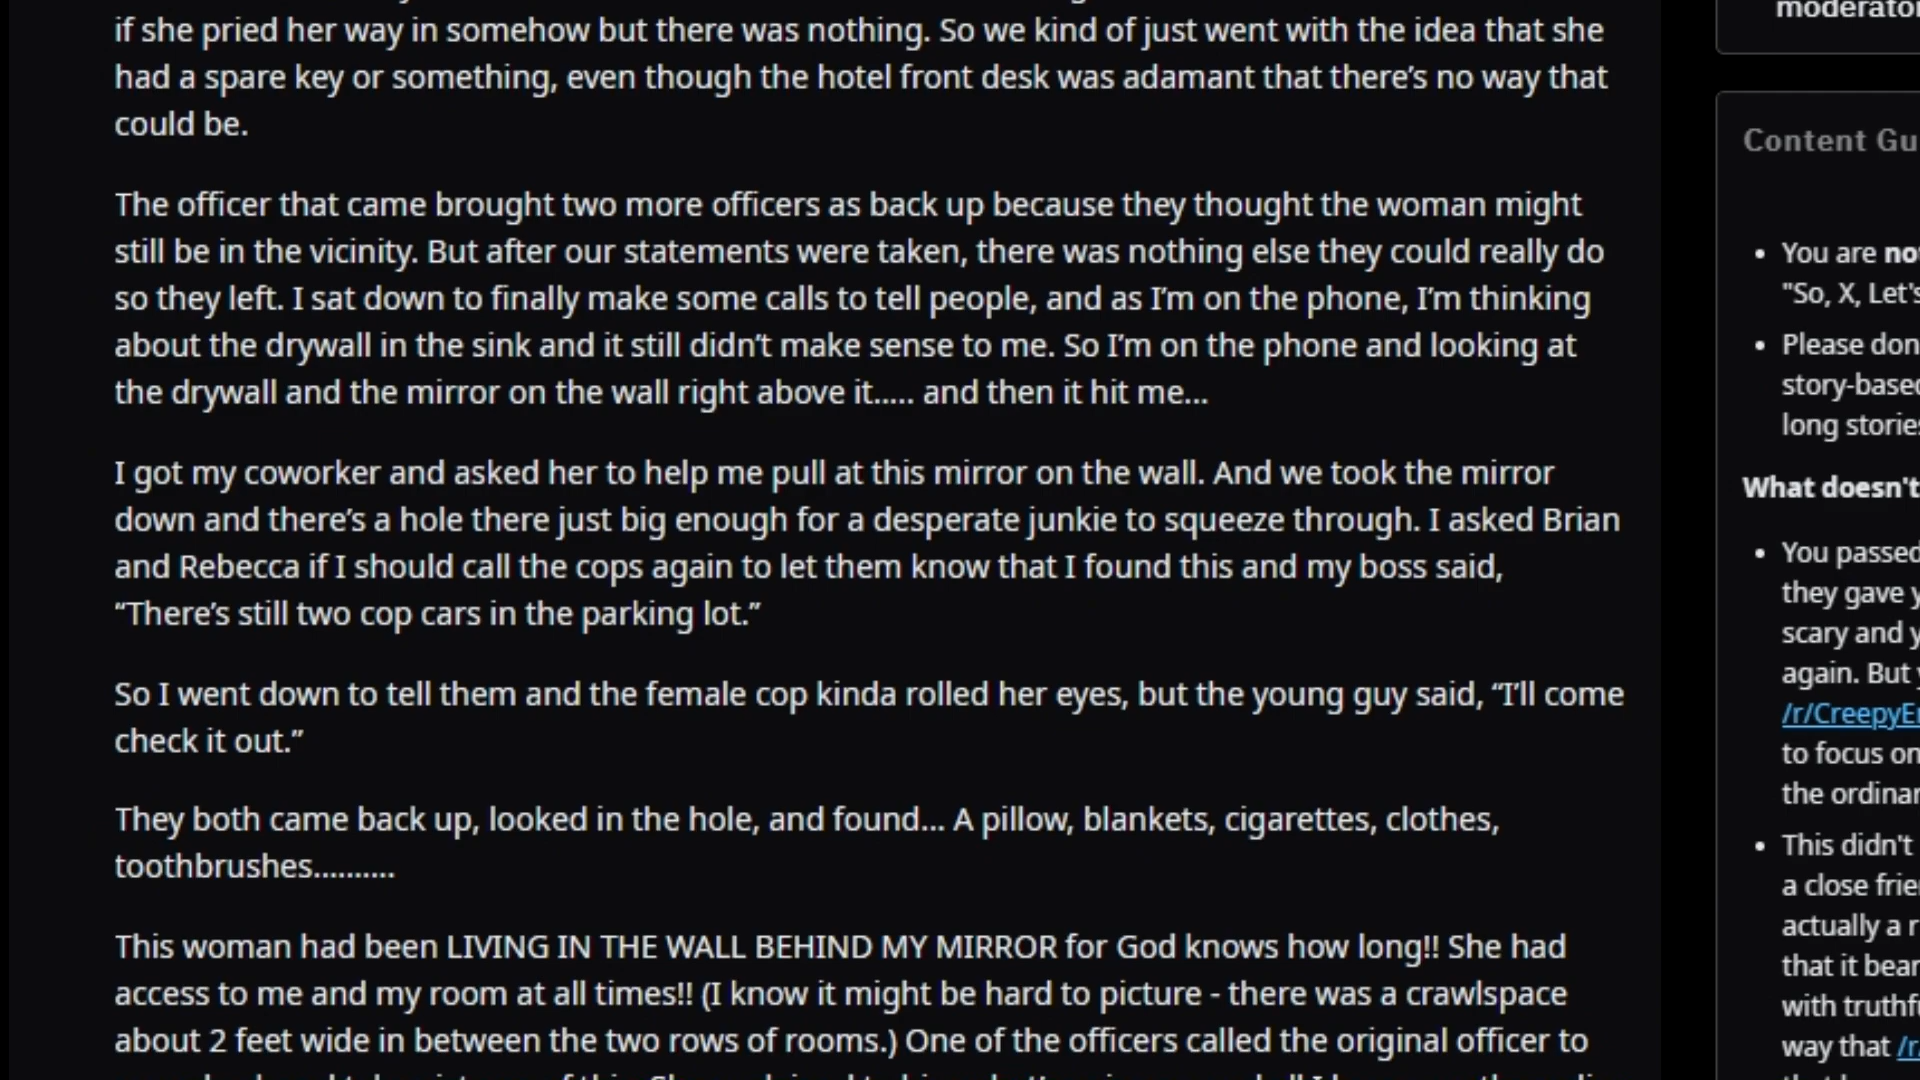 if she pried her way in somehow but there was nothing. So we kind of just went with the idea that she
had a spare key or something, even though the hotel front desk was adamant that there’s no way that
could be.
The officer that came brought two more officers as back up because they thought the woman might
still be in the vicinity. But after our statements were taken, there was nothing else they could really do
so they left. I sat down to finally make some calls to tell people, and as I’m on the phone, I’m thinking
about the drywall in the sink and it still didn’t make sense to me. So I’m on the phone and looking at
the drywall and the mirror on the wall right above it..... and then it hit me...
I got my coworker and asked her to help me pull at this mirror on the wall. And we took the mirror
down and there’s a hole there just big enough for a desperate junkie to squeeze through. I asked Brian
and Rebecca if I should call the cops again to let them know that I found this and my boss said,
“There’s still two cop cars in the parking lot.”
So I went down to tell them and the female cop kinda rolled her eyes, but the young guy said, “I’ll come
check it out.”
They both came back up, looked in the hole, and found... A pillow, blankets, cigarettes, clothes,
toothbrushes..........
This woman had been LIVING IN THE WALL BEHIND MY MIRROR for God knows how long!! She had
access to me and my room at all times!! (I know it might be hard to picture - there was a crawlspace
about 2 feet wide in between the two rows of rooms.) One of the officers called the original officer to
Content Gu
You are
"So, X, Let's
Please don
story-based
long stories
What doesn't
You passed
they gave
scary and
again. But
/r/CreepyE
to focus on
the ordinar
This didn't
a close frie
actually a
that it bear
with truthf
way that /r